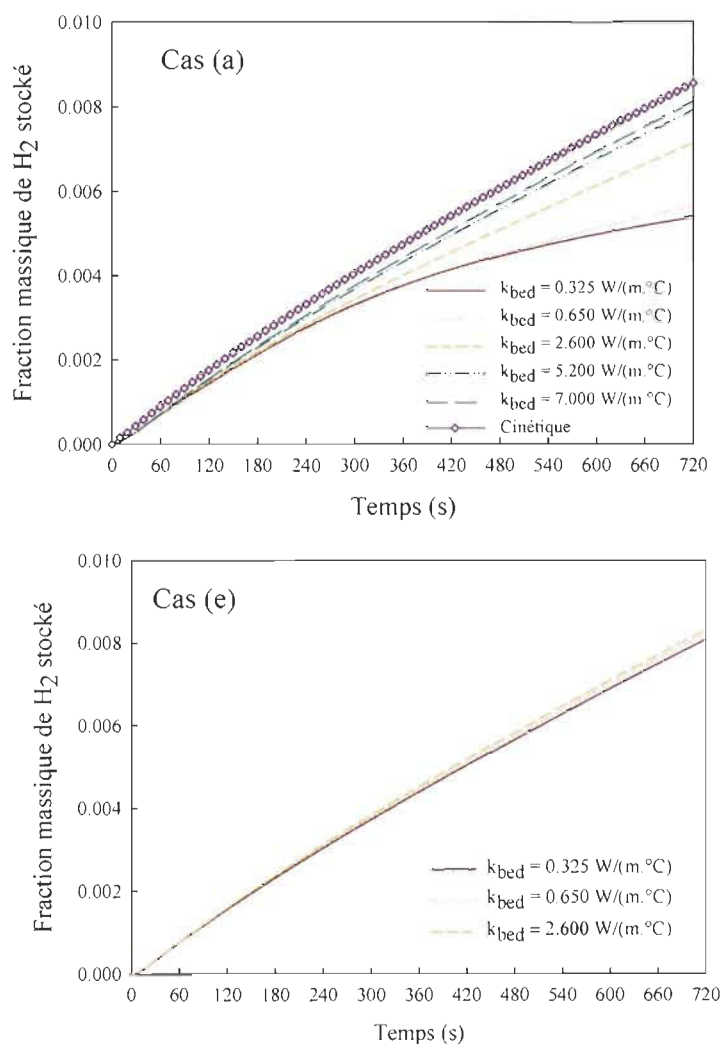 Cas (a)
Fraction massique de H2 stocké
0.010
0.008
0.006
0.004
0.002
0.000
kbed = 0.325 W/(m.°C)
kbed = 0.650 W/(m.°C)
kbed = 2.600 W/(m.°C)
kbed = 5.200 W/(m.°C)
kbed = 7.000 W/(m °C)
Cinétique
0 60 120 180 240 300 360 420 480 540 600 660 720
Temps (s)
Cas (e)
Fraction massique de H2 stocké
0.010
0.008
0.006
0.004
0.002
0.000
kbed = 0.325 W/(m.°C)
kbed = 0.650 W/(m.°C)
kbed = 2.600 W/(m.°C)
0 60 120 180 240 300 360 420 480 540 600 660 720
Temps (s)